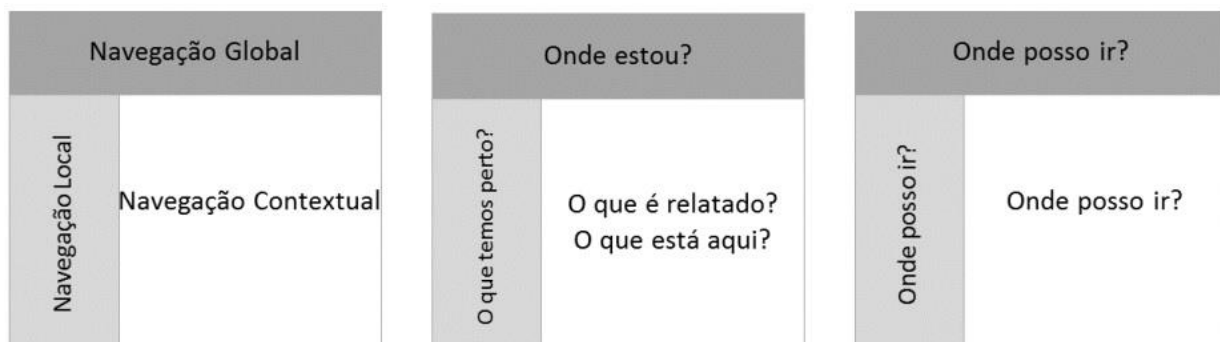 Navegação Global
Navegação Local
Navegação Contextual
Onde estou?
O que temos perto?
O que é relatado?
O que está aqui?
Onde posso ir?
Onde posso ir?
Onde posso ir?